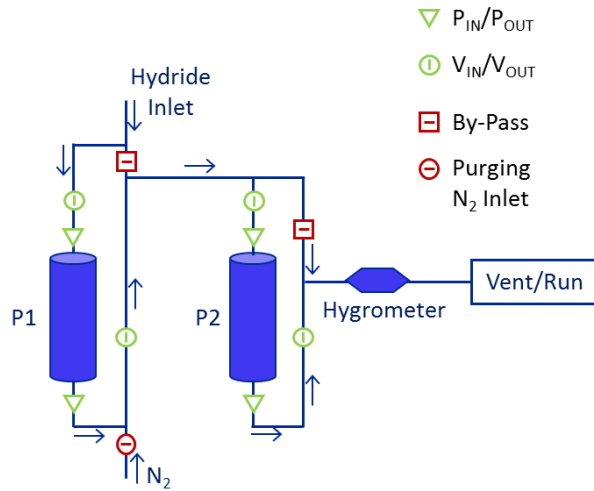 P_IN/P_OUT
V_IN/V_OUT
By-Pass
Purging
N₂ Inlet
Hydride
Inlet
P1
P2
Hygrometer
Vent/Run
N₂